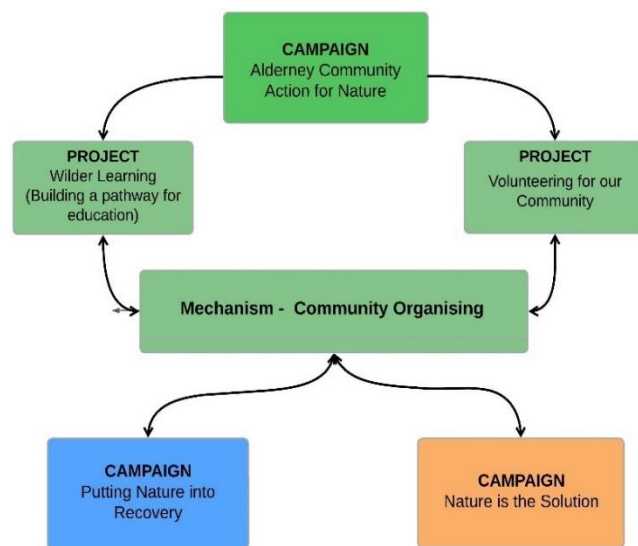 CAMPAIGN
Alderney Community
Action for Nature
PROJECT
Wilder Learning
(Building a pathway for
education)
PROJECT
Volunteering for our
Community
Mechanism - Community Organising
CAMPAIGN
Putting Nature into
Recovery
CAMPAIGN
Nature is the Solution